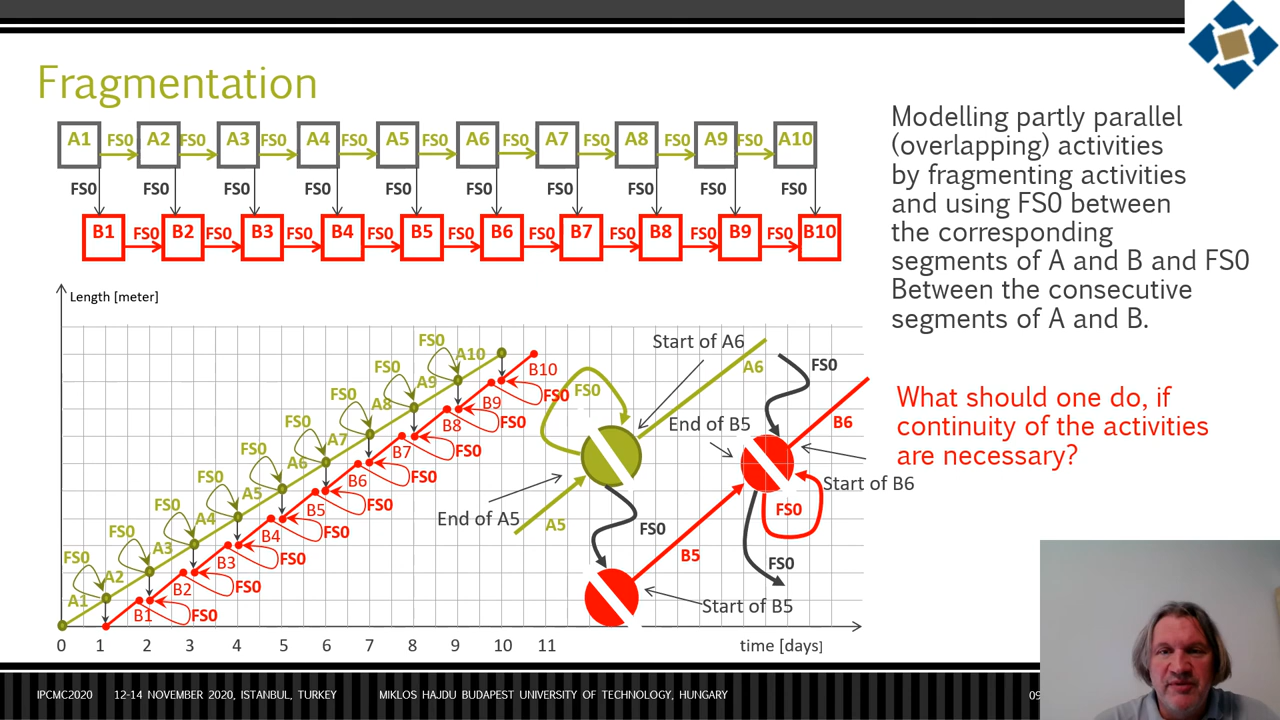 Fragmentation
A1 FS0 A2 FS0 A3 FS0 A4 FS0 A5 FS0 A6 FS0 A7 FS0 A8 FS0 A9 FS0 A10
FS0 FS0 FS0 FS0 FS0 FS0 FS0 FS0 FS0 FS0
B1 FS0 B2 FS0 B3 FS0 B4 FS0 B5 FS0 B6 FS0 B7 FS0 B8 FS0 B9 FS0 B10
Modelling partly parallel
(overlapping) activities
by fragmenting activities
and using FS0 between
the corresponding
segments of A and B and FS0
Between the consecutive
segments of A and B.
What should one do, if
continuity of the activities
are necessary?
Length [meter]
FS0 A10
FS0 A9 B10
FS0 A8 B9 FS0
FS0 A7 B8 FS0
FS0 A6 B7 FS0
FS0 A5 B6 FS0
FS0 A4 B5 FS0
FS0 A3 B4 FS0
FS0 A2 B3 FS0
A1 B2 FS0
B1 FS0
0 1 2 3 4 5 6 7 8 9 10 11 time [days]
Start of A6
A6
FS0
FS0
End of B5
B6
Start of B6
End of A5
A5
FS0
FS0
B5
FS0
Start of B5
IPCMC2020 12-14 NOVEMBER 2020, ISTANBUL, TURKEY MIKLOS HAJDU BUDAPEST UNIVERSITY OF TECHNOLOGY, HUNGARY 09